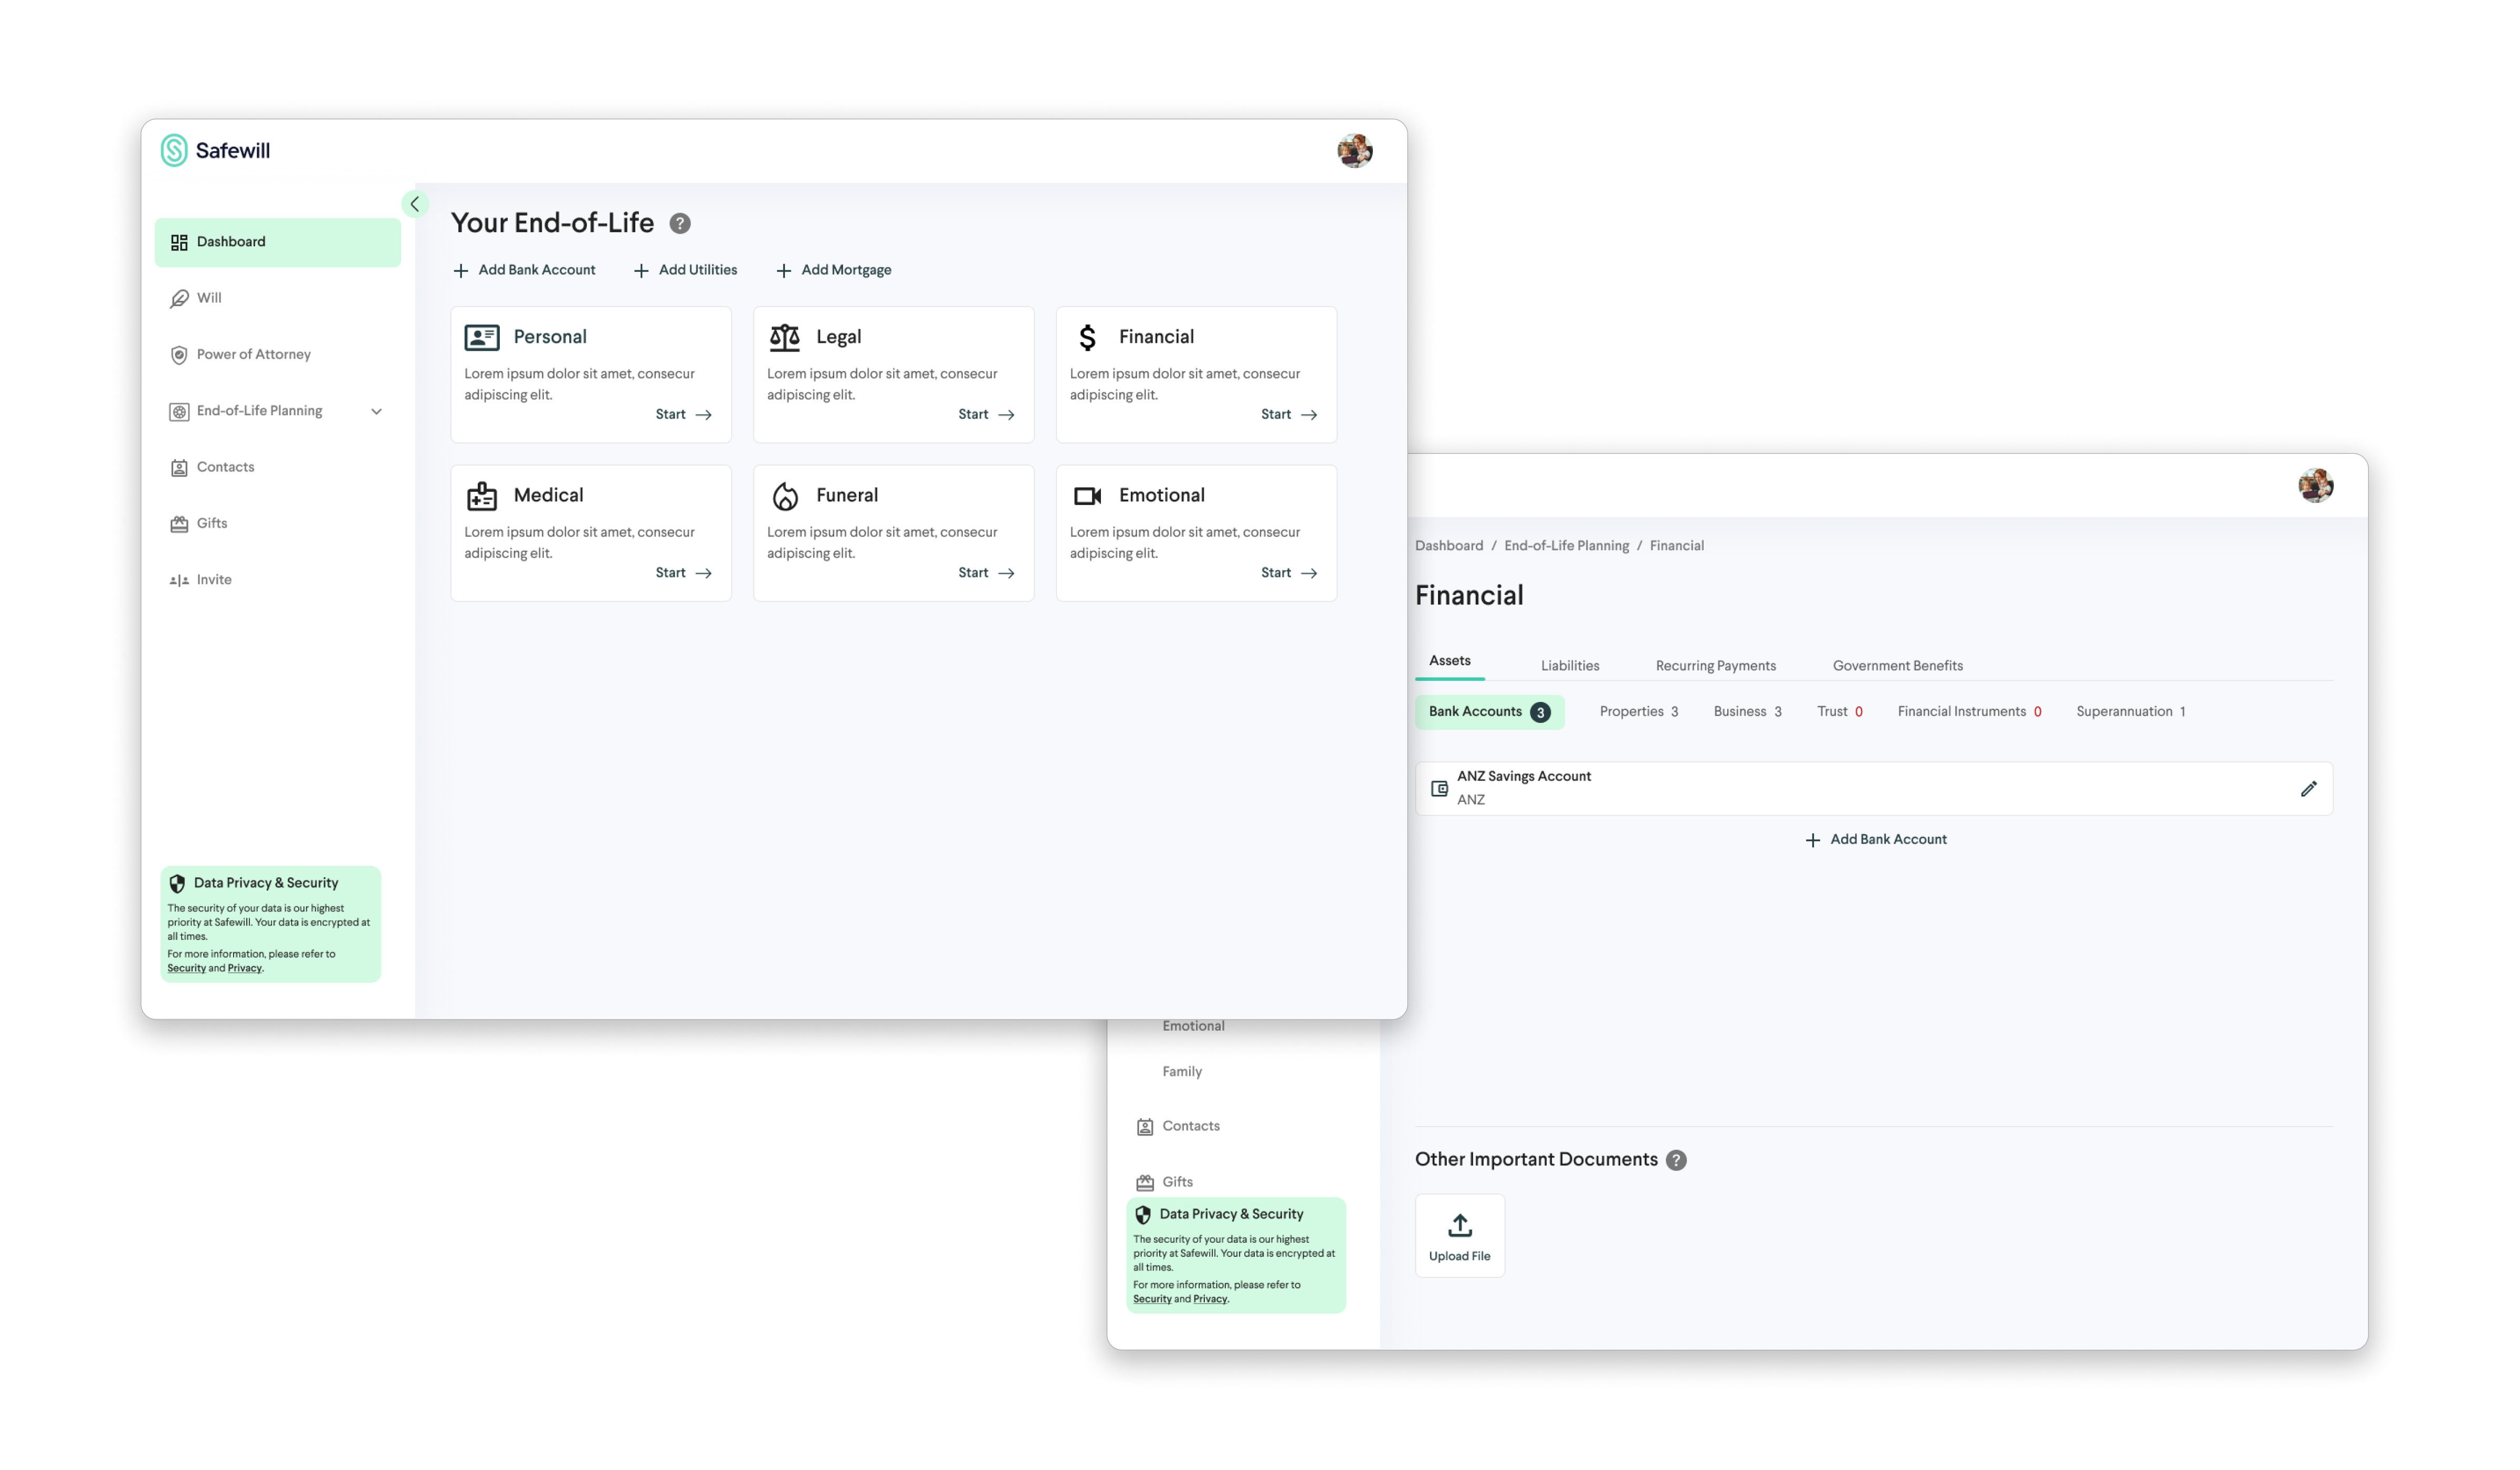 Safewill
Dashboard
Will
Power of Attorney
End-of-Life Planning
Contacts
Gifts
Invite
Data Privacy & Security
The security of your data is our highest
priority at Safewill. Your data is encrypted at
all times.
For more information, please refer to
Security and Privacy.
Your End-of-Life ?
Add Bank Account
Add Utilities
Add Mortgage
Personal
Lorem ipsum dolor sit amet, consecur
adipiscing elit.
Start
Legal
Lorem ipsum dolor sit amet, consecur
adipiscing elit.
Start
Financial
Lorem ipsum dolor sit amet, consecur
adipiscing elit.
Start
Medical
Lorem ipsum dolor sit amet, consecur
adipiscing elit.
Start
Funeral
Lorem ipsum dolor sit amet, consecur
adipiscing elit.
Start
Emotional
Lorem ipsum dolor sit amet, consecur
adipiscing elit.
Start
Dashboard / End-of-Life Planning / Financial
Financial
Assets Liabilities Recurring Payments Government Benefits
Bank Accounts 3 Properties 3 Business 3 Trust 0 Financial Instruments 0 Superannuation 1
ANZ Savings Account
ANZ
Add Bank Account
Other Important Documents ?
Upload File
Emotional
Family
Contacts
Gifts
Data Privacy & Security
The security of your data is our highest
priority at Safewill. Your data is encrypted at
all times.
For more information, please refer to
Security and Privacy.